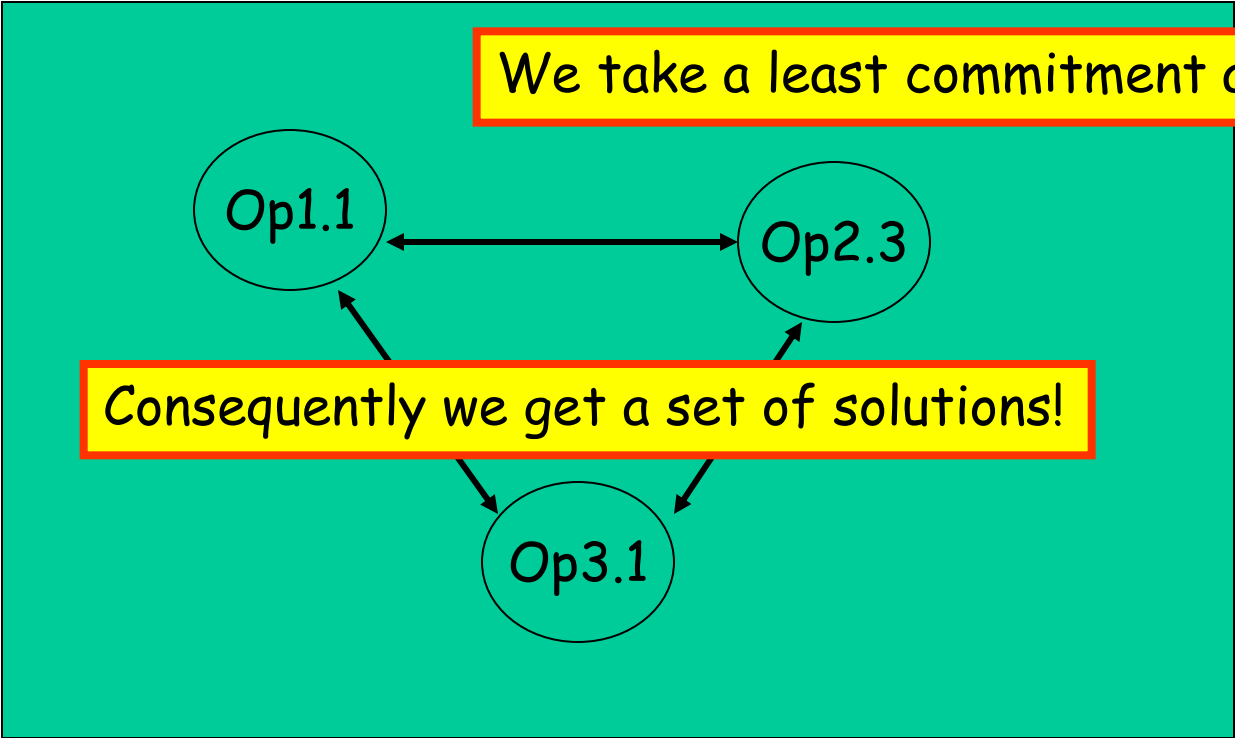 We take a least commitment
Op1.1
Op2.3
Consequently we get a set of solutions!
Op3.1